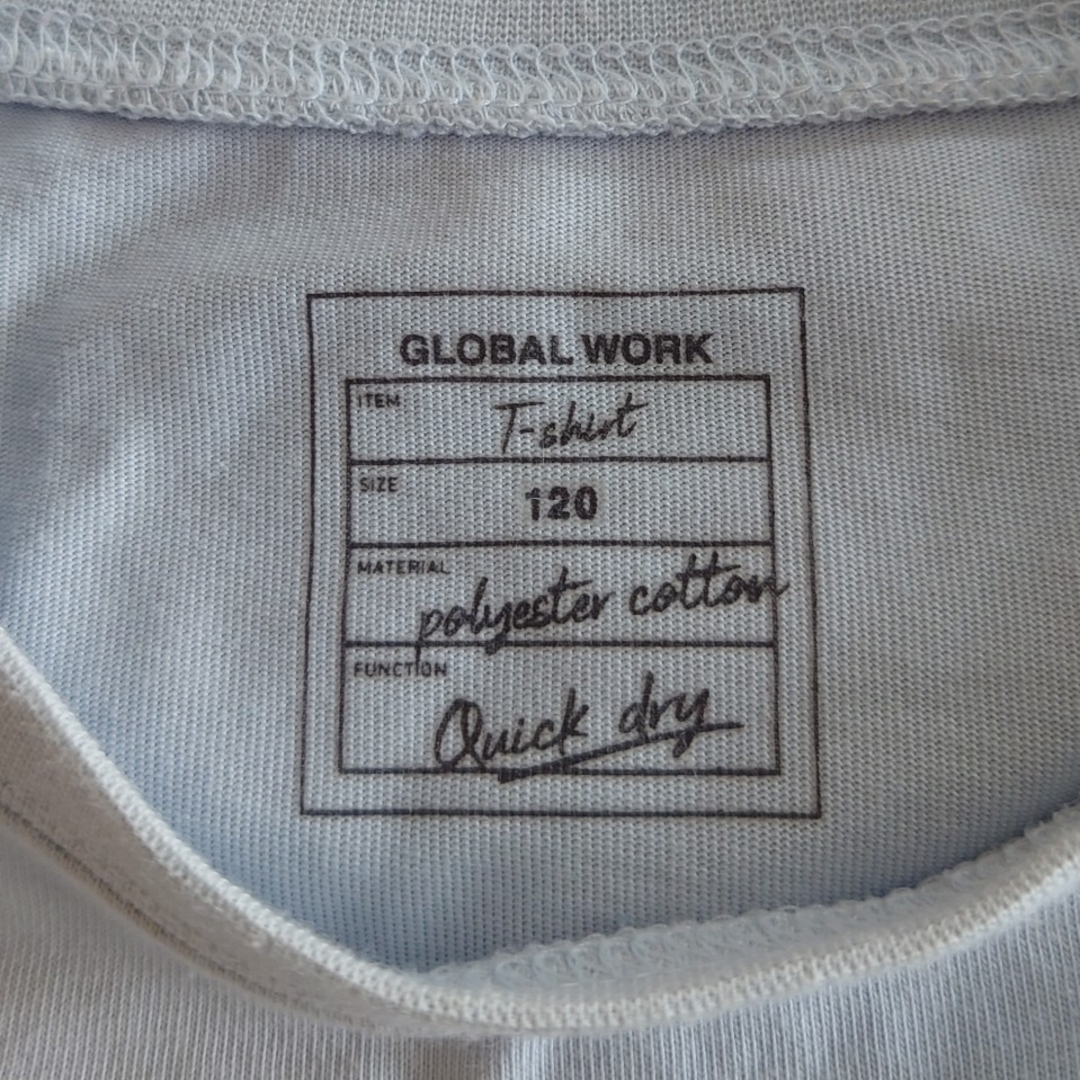 GLOBAL WORK
ITEM
T-shirt
SIZE
120
MATERIAL
polyester cotton
FUNCTION
Quick dry